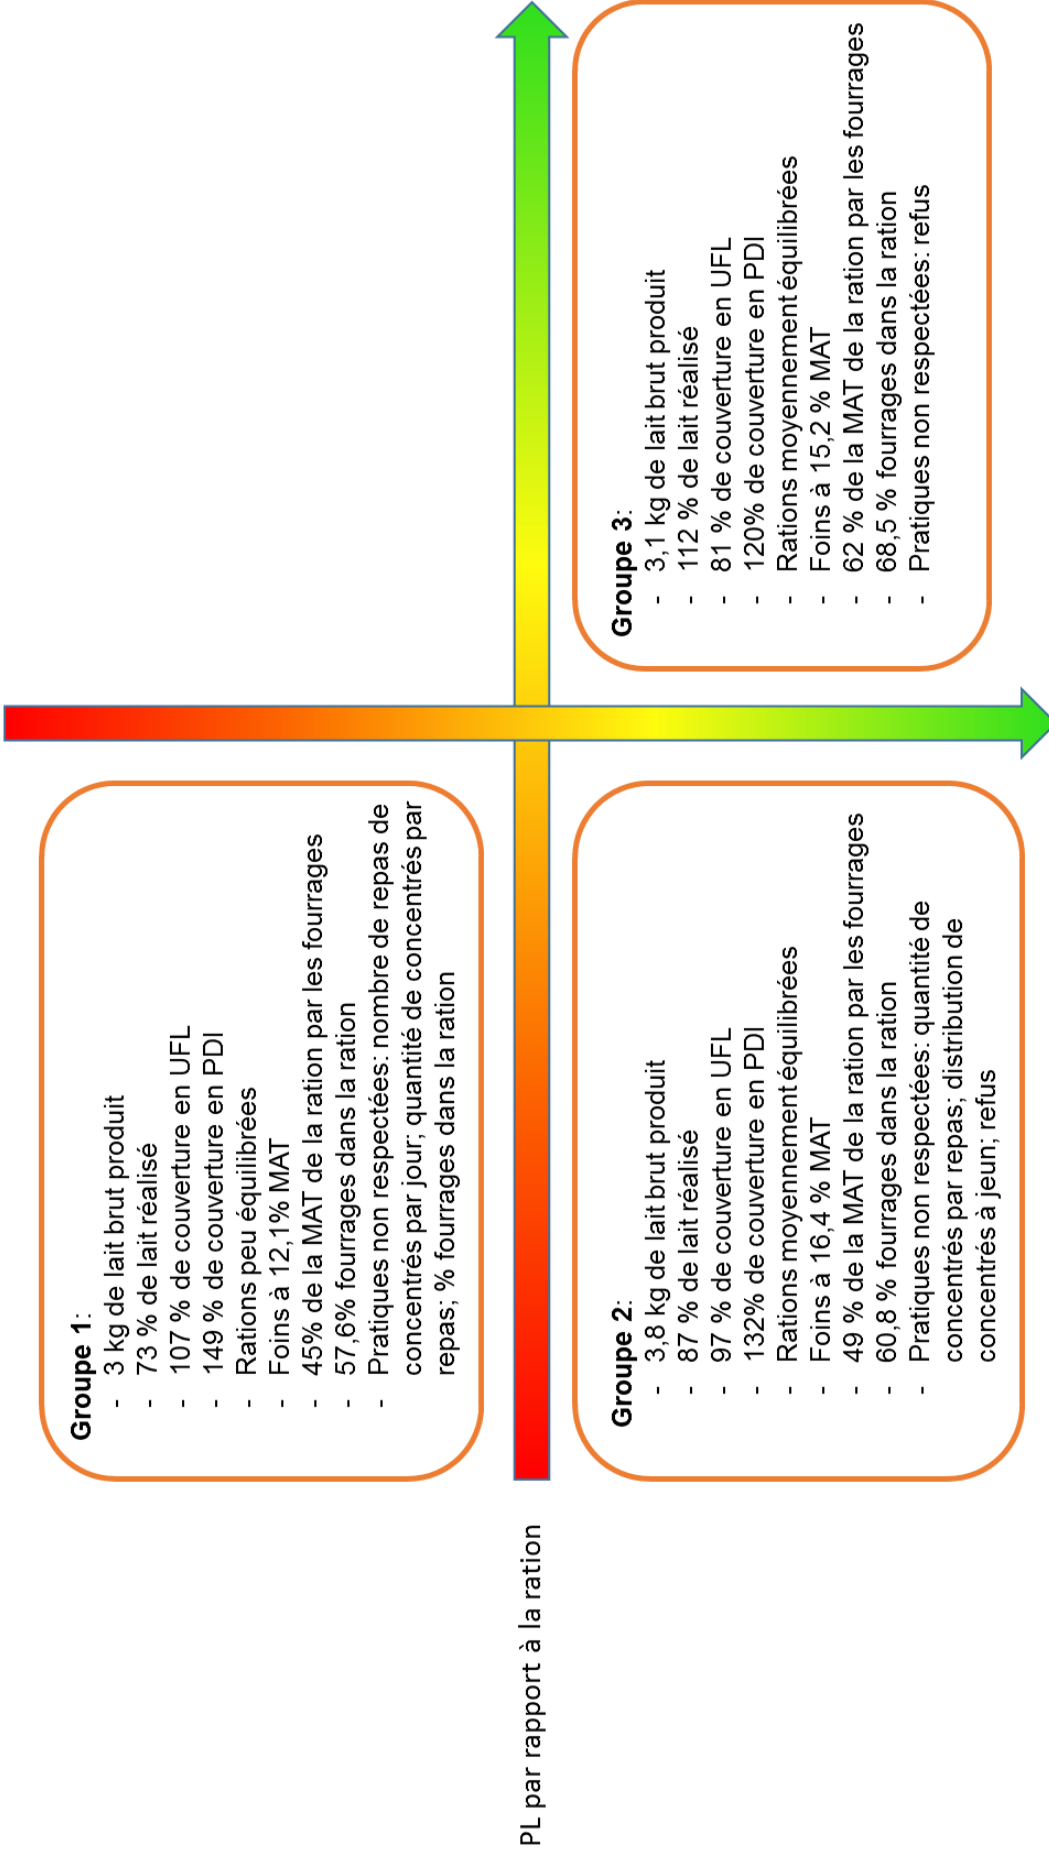 PL par rapport à la ration
Groupe 1:
- 3 kg de lait brut produit
- 73 % de lait réalisé
- 107 % de couverture en UFL
- 149 % de couverture en PDI
- Rations peu équilibrées
- Foins à 12,1% MAT
- 45% de la MAT de la ration par les fourrages
- 57,6% fourrages dans la ration
- Pratiques non respectées: nombre de repas de
concentrés par jour; quantité de concentrés par
repas; % fourrages dans la ration
Groupe 2:
- 3,8 kg de lait brut produit
- 87 % de lait réalisé
- 97 % de couverture en UFL
- 132% de couverture en PDI
- Rations moyennement équilibrées
- Foins à 16,4 % MAT
- 49 % de la MAT de la ration par les fourrages
- 60,8 % fourrages dans la ration
- Pratiques non respectées: quantité de
concentrés par repas; distribution de
concentrés à jeun; refus
Groupe 3:
- 3,1 kg de lait brut produit
- 112 % de lait réalisé
- 81 % de couverture en UFL
- 120% de couverture en PDI
- Rations moyennement équilibrées
- Foins à 15,2 % MAT
- 62 % de la MAT de la ration par les fourrages
- 68,5 % fourrages dans la ration
- Pratiques non respectées: refus